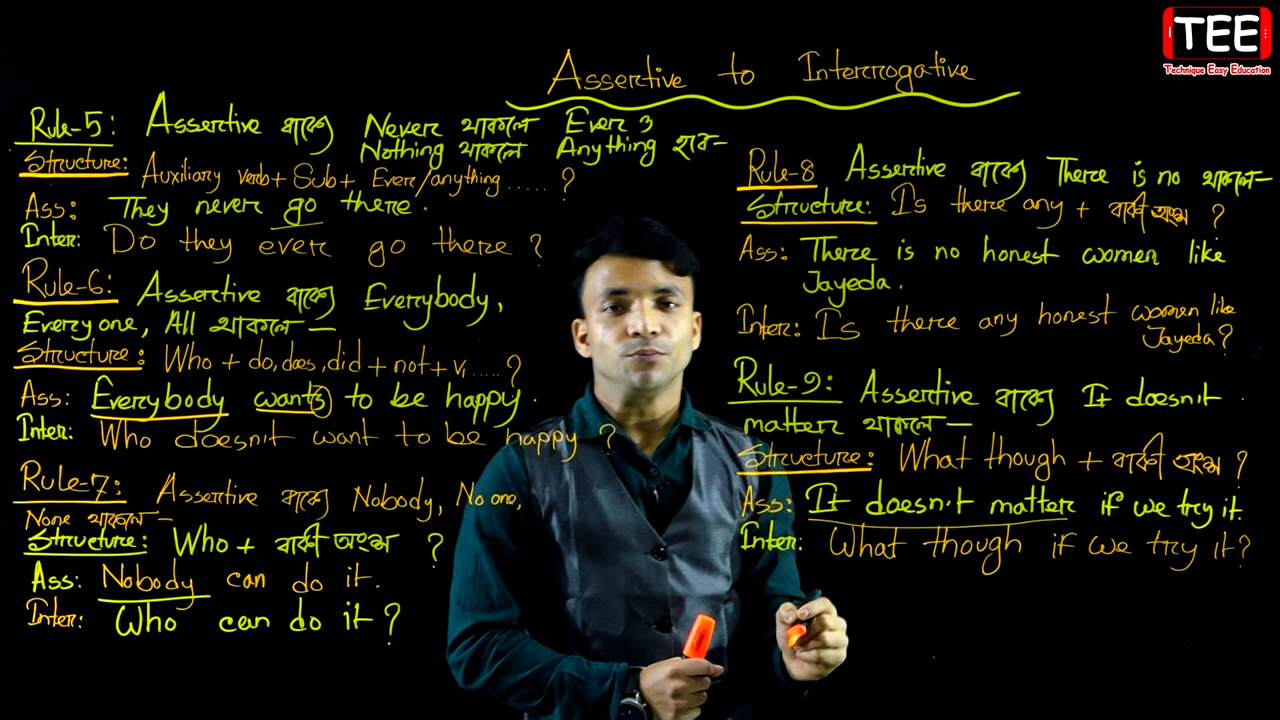 TEE
Technique Easy Education
Assertive to Interrogative
Rule-5: Assertive বাক্যে Never থাকলে Ever ও
Nothing থাকলে Anything হবে-
Structure: Auxiliary verb + Sub + Ever/anything ...... ?
Ass: They never go there.
Inter: Do they ever go there ?
Rule-6: Assertive বাক্যে Everybody,
Everyone, All থাকলে —
Structure: Who + do, does, did + not + v₁ ..... ?
Ass: Everybody wants to be happy.
Inter: Who doesn't want to be happy ?
Rule-7: Assertive বাক্যে Nobody, No one,
None থাকলে —
Structure: Who + বাকী অংশ ?
Ass: Nobody can do it.
Inter: Who can do it ?
Rule-8 Assertive বাক্যে There is no থাকলে—
Structure: Is there any + বাকী অংশ ?
Ass: There is no honest women like
Jayeda.
Inter: Is there any honest women like
Jayeda?
Rule-9: Assertive বাক্যে It doesn't
matter থাকলে —
Structure: What though + বাকী অংশ ?
Ass: It doesn't matter if we try it.
Inter: What though if we try it?